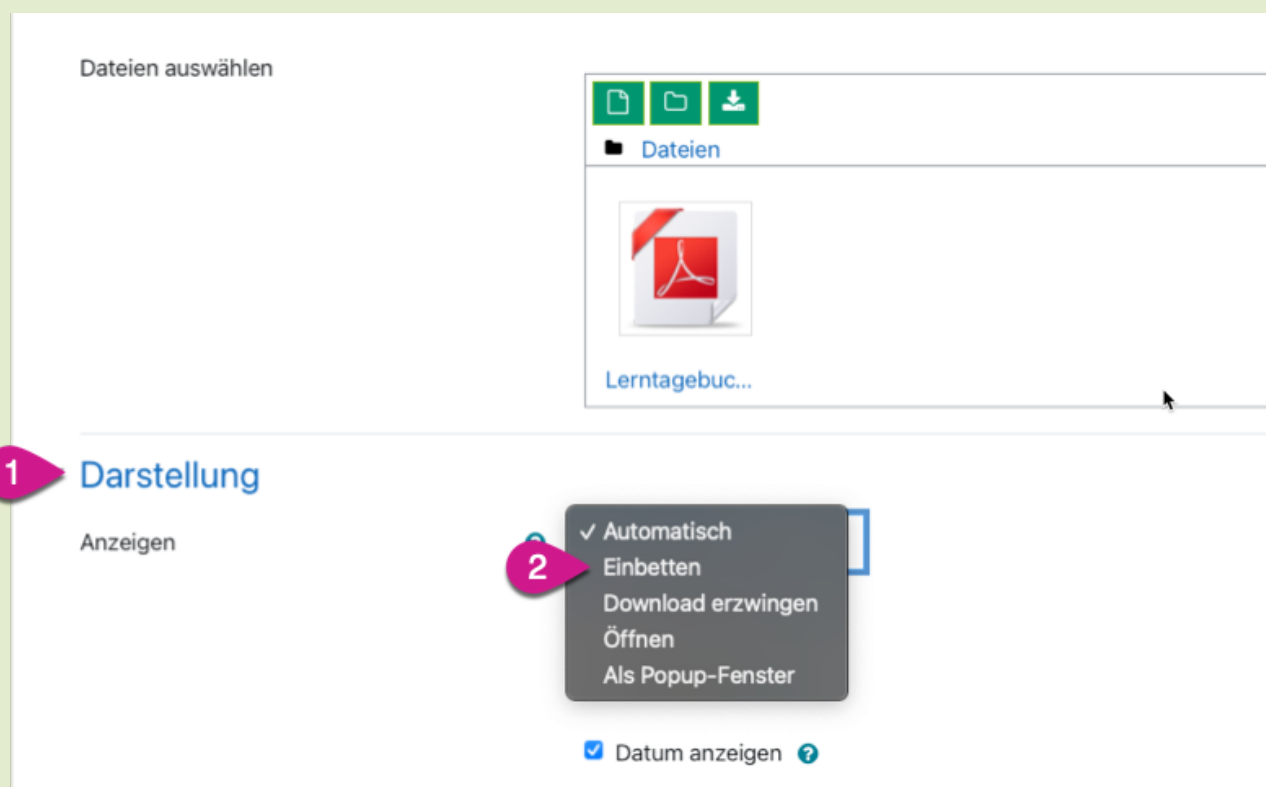 Dateien auswählen
Dateien
Lerntagebuc...
1
Darstellung
Anzeigen
✓ Automatisch
2
Einbetten
Download erzwingen
Öffnen
Als Popup-Fenster
Datum anzeigen ?